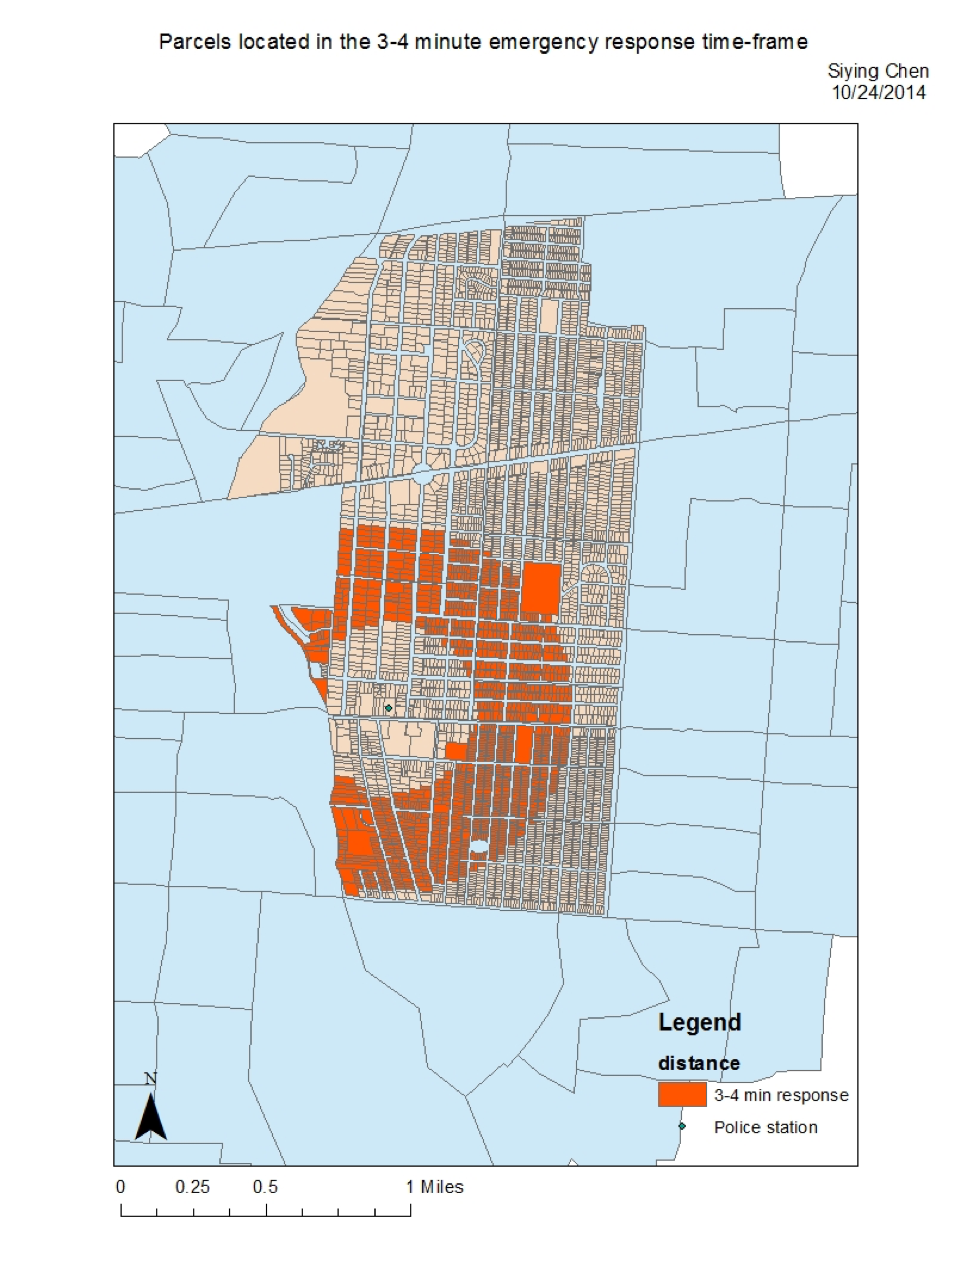 Parcels located in the 3-4 minute emergency response time-frame
Siying Chen
10/24/2014
Legend
distance
3-4 min response
Police station
N
0 0.25 0.5 1 Miles